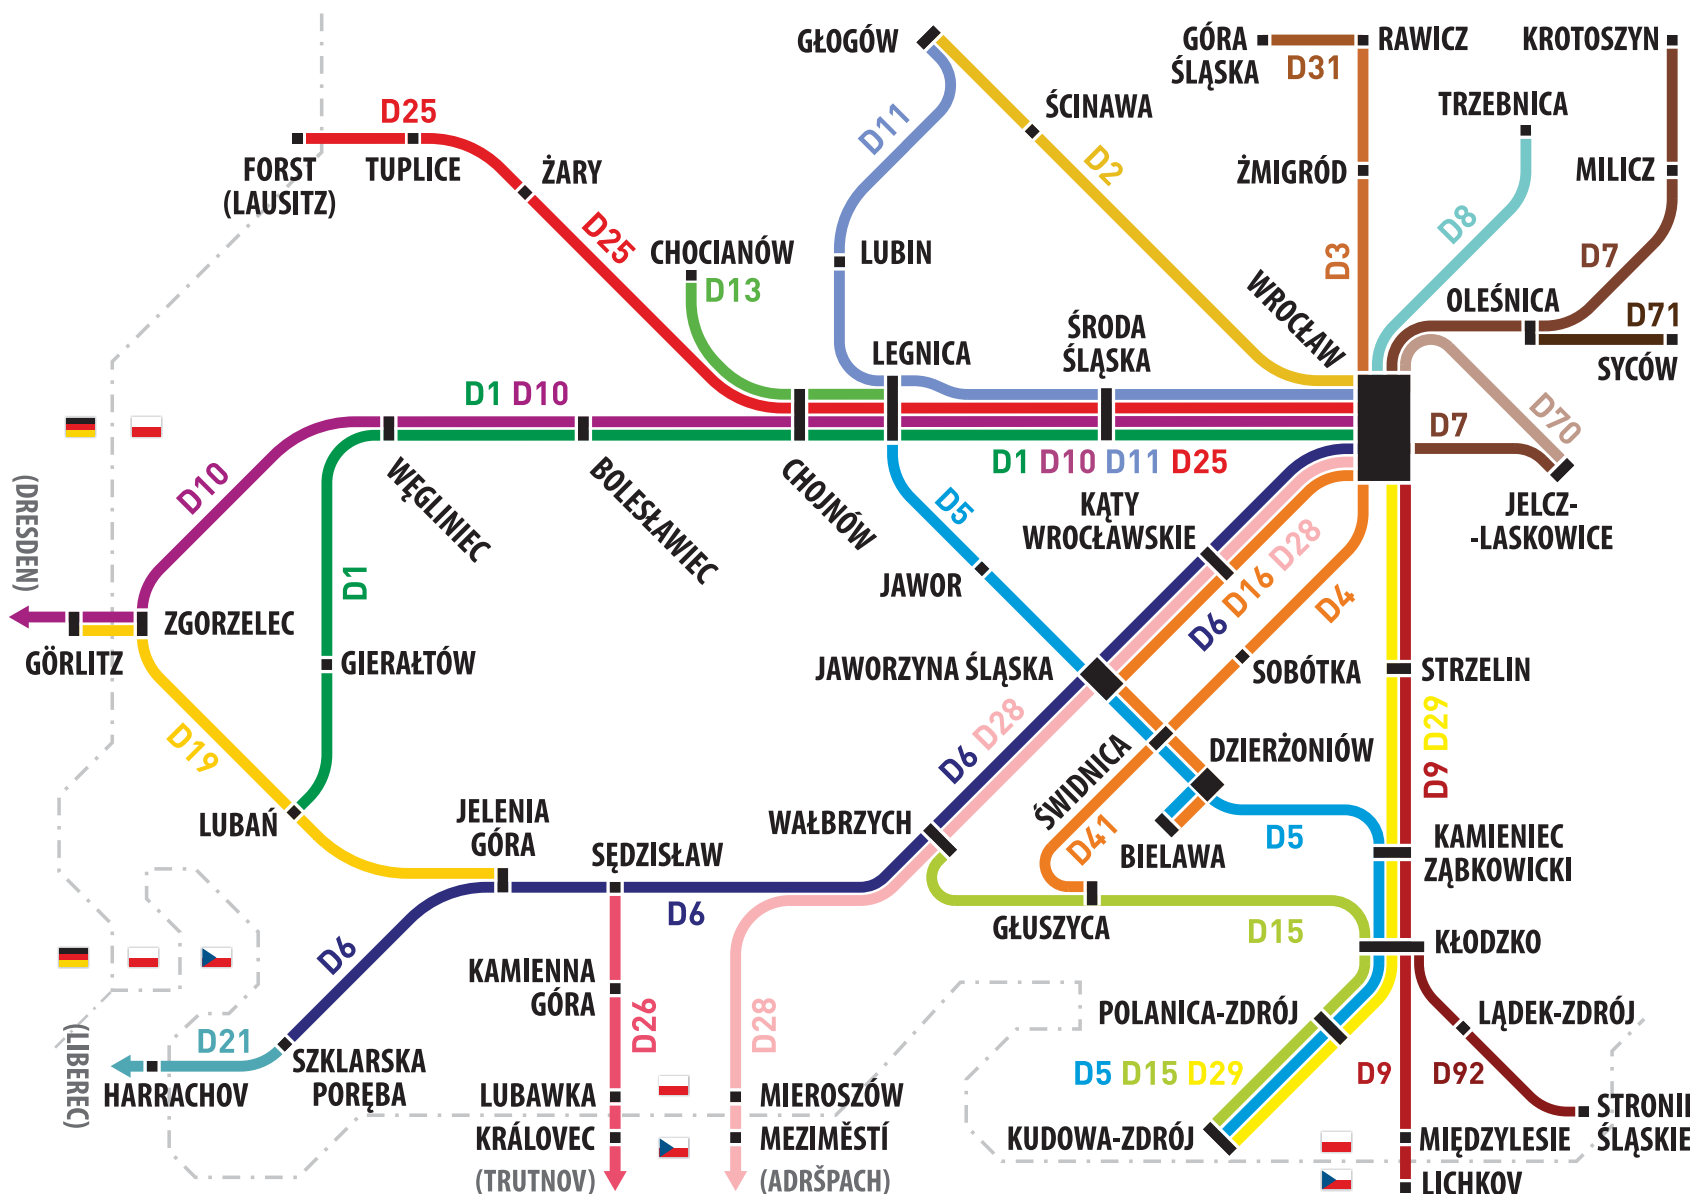 GŁOGÓW
GÓRA
ŚLĄSKA
D31
RAWICZ
KROTOSZYN
D25
FORST
(LAUSITZ)
TUPLICE
ŻARY
D25
D11
ŚCINAWA
D2
ŻMIGRÓD
TRZEBNICA
MILICZ
D8
D7
D3
CHOCIANÓW
D13
LUBIN
WROCŁAW
OLEŚNICA
D71
SYCÓW
LEGNICA
ŚRODA
ŚLĄSKA
D1 D10
D70
D7
JELCZ-
-LASKOWICE
D10
(DRESDEN)
WĘGLINIEC
BOLESŁAWIEC
CHOJNÓW
D1 D10 D11 D25
D5
KĄTY
WROCŁAWSKIE
D1
JAWOR
D6 D16 D28
D4
ZGORZELEC
GÖRLITZ
GIERAŁTÓW
JAWORZYNA ŚLĄSKA
SOBÓTKA
STRZELIN
D19
D6 D28
D9 D29
ŚWIDNICA
DZIERŻONIÓW
LUBAŃ
JELENIA
GÓRA
SĘDZISŁAW
WAŁBRZYCH
D41
BIELAWA
D5
KAMIENIEC
ZĄBKOWICKI
D6
D6
GŁUSZYCA
D15
KŁODZKO
KAMIENNA
GÓRA
D26
D28
POLANICA-ZDRÓJ
LĄDEK-ZDRÓJ
(LIBEREC)
D21
HARRACHOV
SZKLARSKA
PORĘBA
D5 D15 D29
D9
D92
LUBAWKA
MIEROSZÓW
STRONIE
ŚLĄSKIE
KRÁLOVEC
(TRUTNOV)
MEZIMĚSTÍ
(ADRŠPACH)
KUDOWA-ZDRÓJ
MIĘDZYLESIE
LICHKOV